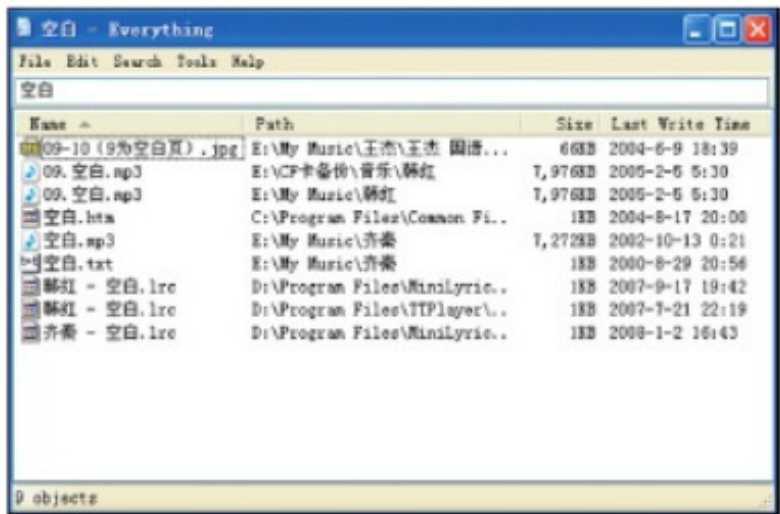 空白 - Everything
File Edit Search Tools Help
空白
Name Path Size Last Write Time
09-10（9为空白页）.jpg E:\My Music\王杰\王杰 国语... 66KB 2004-6-9 18:39
09.空白.mp3 E:\CF卡备份\音乐\韩红 7,976KB 2005-2-5 5:30
09.空白.mp3 E:\My Music\韩红 7,976KB 2005-2-5 5:30
空白.htm C:\Program Files\Common Fi.. 1KB 2004-8-17 20:00
空白.mp3 E:\My Music\齐秦 7,272KB 2002-10-13 0:21
空白.txt E:\My Music\齐秦 1KB 2000-8-29 20:56
韩红 - 空白.lrc D:\Program Files\MiniLyric.. 1KB 2007-9-17 19:42
韩红 - 空白.lrc D:\Program Files\TTPlayer\.. 1KB 2007-7-21 22:19
齐秦 - 空白.lrc D:\Program Files\MiniLyric.. 1KB 2008-1-2 16:43
9 objects